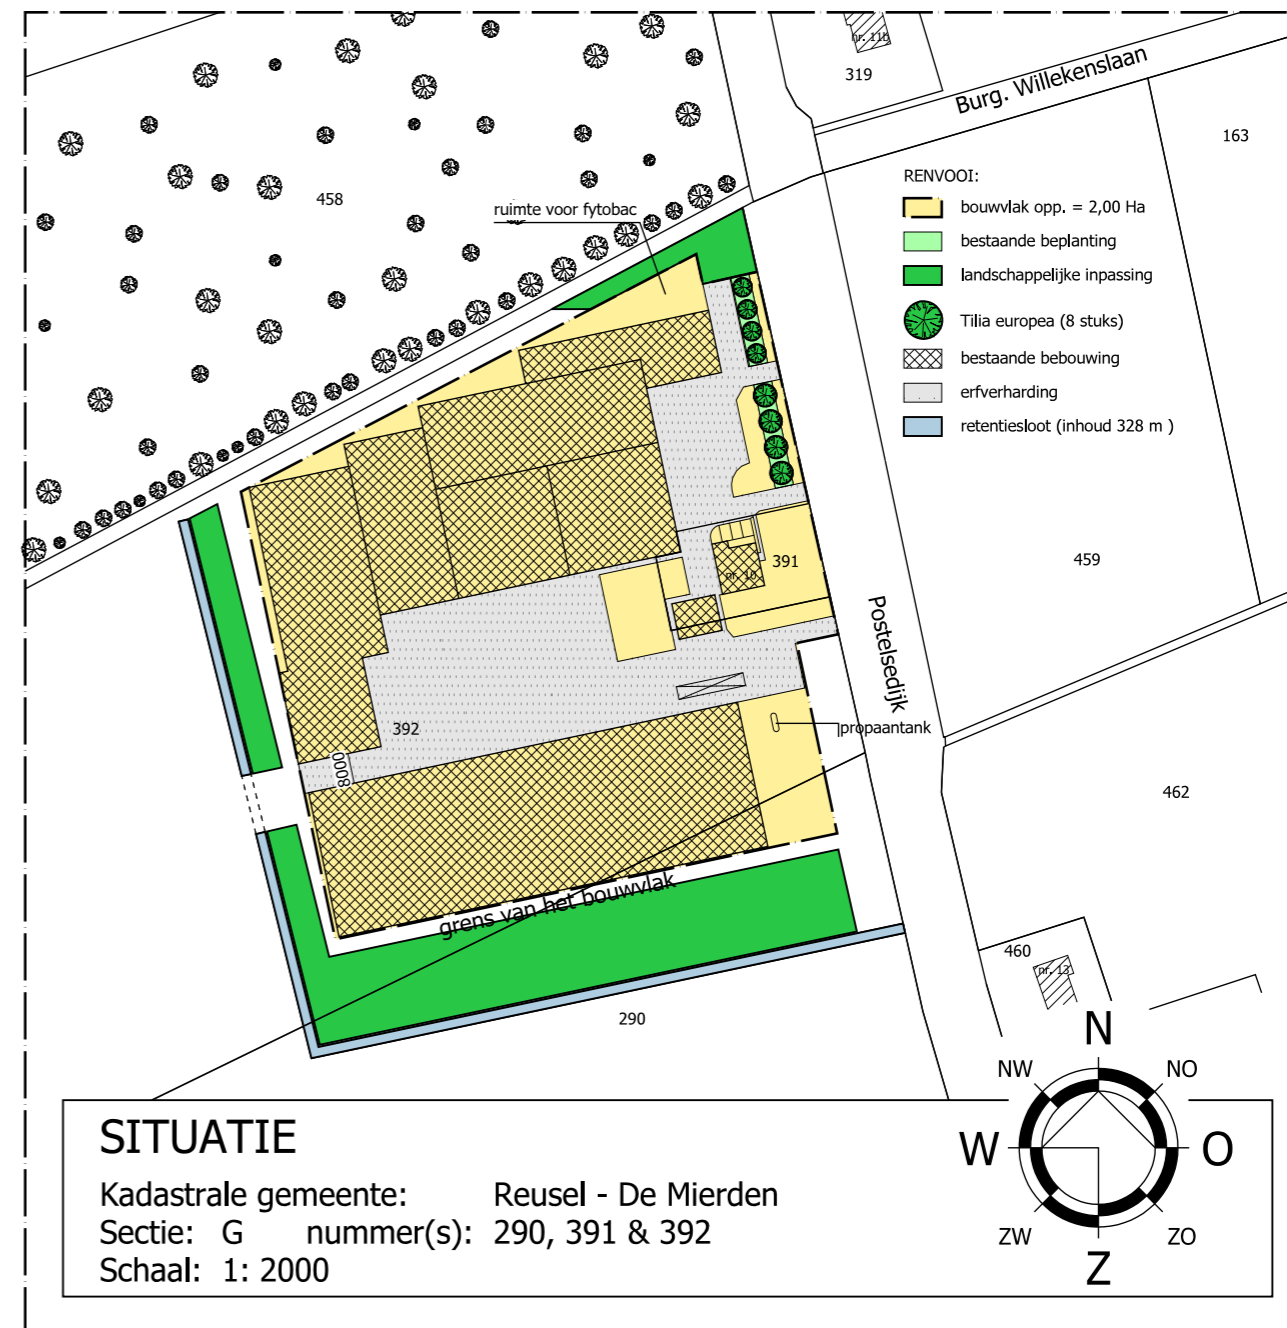 nr. 11b
319
Burg. Willekenslaan
163
458
ruimte voor fytobac
RENVOOI:
bouwvlak opp. = 2,00 Ha
bestaande beplanting
landschappelijke inpassing
Tilia europea (8 stuks)
bestaande bebouwing
erfverharding
retentiesloot (inhoud 328 m )
391
nr. 10
459
Postelsedijk
392
propaantank
8000
462
grens van het bouwvlak
460
nr. 13
290
N
NW
NO
W
O
ZW
ZO
Z
SITUATIE
Kadastrale gemeente: Reusel - De Mierden
Sectie: G nummer(s): 290, 391 & 392
Schaal: 1: 2000